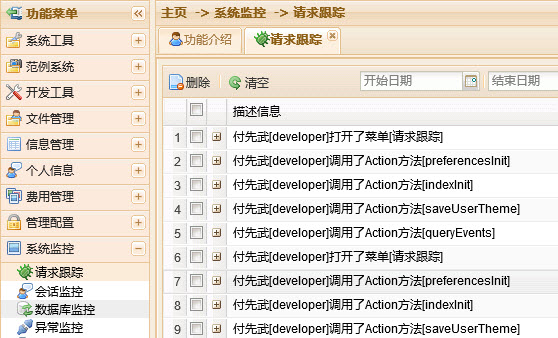 功能菜单
系统工具
范例系统
开发工具
文件管理
信息管理
个人信息
费用管理
管理配置
系统监控
请求跟踪
会话监控
数据库监控
异常监控
主页 -> 系统监控 -> 请求跟踪
功能介绍 请求跟踪
删除 清空 开始日期 结束日期
描述信息
1 付先武[developer]打开了菜单[请求跟踪]
2 付先武[developer]调用了Action方法[preferencesInit]
3 付先武[developer]调用了Action方法[indexInit]
4 付先武[developer]调用了Action方法[saveUserTheme]
5 付先武[developer]调用了Action方法[queryEvents]
6 付先武[developer]打开了菜单[请求跟踪]
7 付先武[developer]调用了Action方法[preferencesInit]
8 付先武[developer]调用了Action方法[indexInit]
9 付先武[developer]调用了Action方法[saveUserTheme]